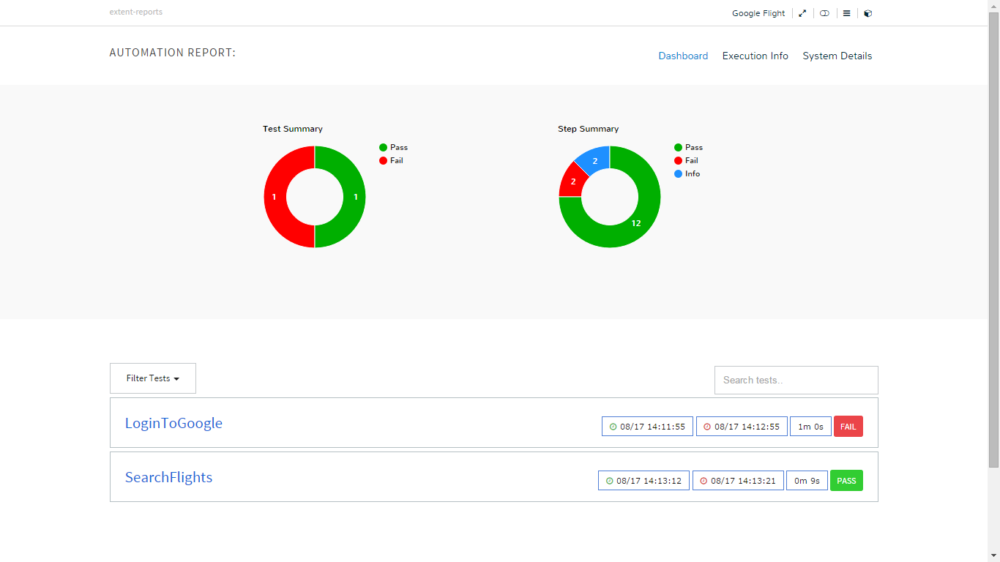 extent-reports
Google Flight
AUTOMATION REPORT:
Dashboard Execution Info System Details
Test Summary
Pass
Fail
1
1
Step Summary
Pass
Fail
Info
2
2
12
Filter Tests
Search tests..
LoginToGoogle
08/17 14:11:55 08/17 14:12:55 1m 0s FAIL
SearchFlights
08/17 14:13:12 08/17 14:13:21 0m 9s PASS